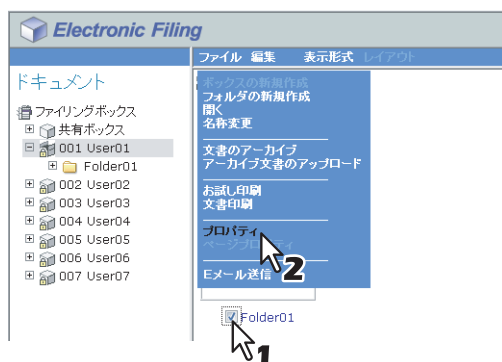 Electronic Filing
ファイル 編集 表示形式 レイアウト
ドキュメント
ファイリングボックス
共有ボックス
001 User01
Folder01
002 User02
003 User03
004 User04
005 User05
006 User06
007 User07
ボックスの新規作成
フォルダの新規作成
開く
名称変更
文書のアーカイブ
アーカイブ文書のアップロード
お試し印刷
文書印刷
プロパティ
ページプロパティ
Eメール送信
2
Folder01
1